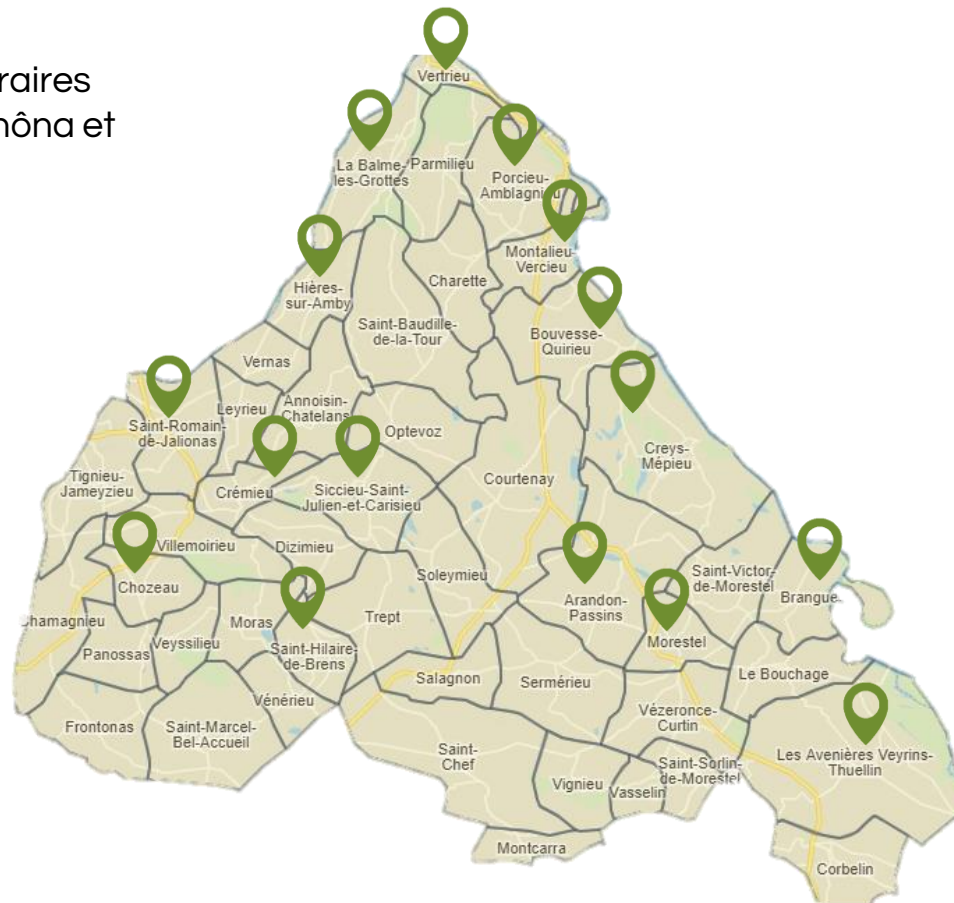 raires
hôna et
Vertrieu
La Balme-
les-Grottes
Parmilieu
Porcieu-
Amblagnieu
Montalieu-
Vercieu
Hières-
sur-Amby
Charette
Saint-Baudille-
de-la-Tour
Bouvesse-
Quirieu
Vernas
Leyrieu
Annoisin-
Chatelans
Saint-Romain-
de-Jalionas
Optevoz
Creys-
Mépieu
Tignieu-
Jameyzieu
Crémieu
Siccieu-Saint-
Julien-et-Carisieu
Courtenay
Villemoirieu
Dizimieu
Chozeau
Soleymieu
Saint-Victor-
de-Morestel
Brangue
Arandon-
Passins
Chamagnieu
Moras
Trept
Morestel
Panossas
Veyssilieu
Saint-Hilaire-
de-Brens
Salagnon
Sermérieu
Le Bouchage
Vénérieu
Vézeronce-
Curtin
Frontonas
Saint-Marcel-
Bel-Accueil
Saint-
Chef
Les Avenières Veyrins-
Thuellin
Saint-Sorlin-
de-Morestel
Vignieu
Vasselin
Montcarra
Corbelin